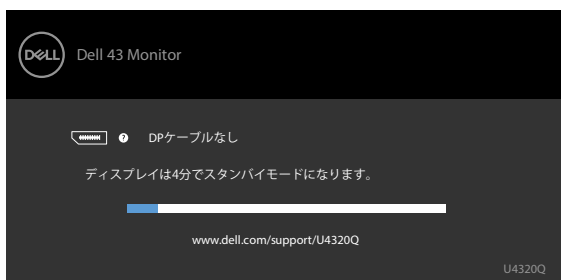 DELL
Dell 43 Monitor
? DPケーブルなし
ディスプレイは4分でスタンバイモードになります。
www.dell.com/support/U4320Q
U4320Q